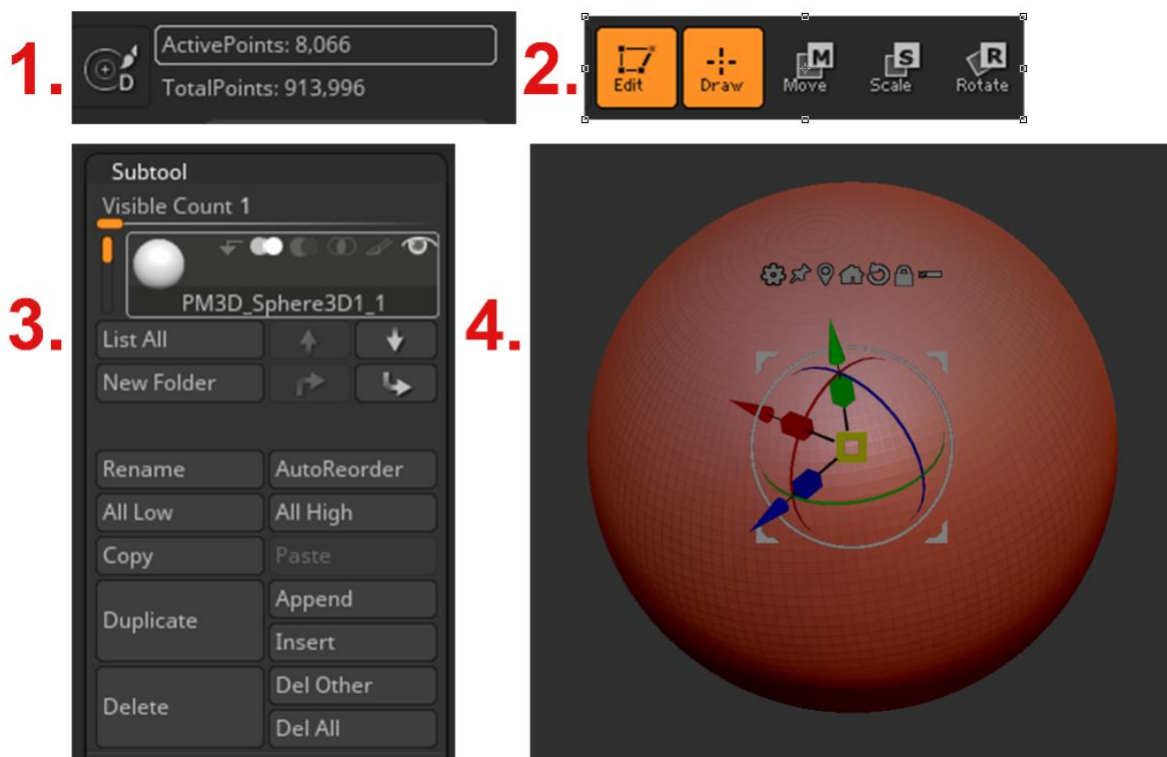 1.
D
ActivePoints: 8,066
TotalPoints: 913,996
2.
Edit
Draw
M
Move
S
Scale
R
Rotate
3.
Subtool
Visible Count 1
PM3D_Sphere3D1_1
List All
New Folder
Rename
AutoReorder
All Low
All High
Copy
Paste
Duplicate
Append
Insert
Delete
Del Other
Del All
4.